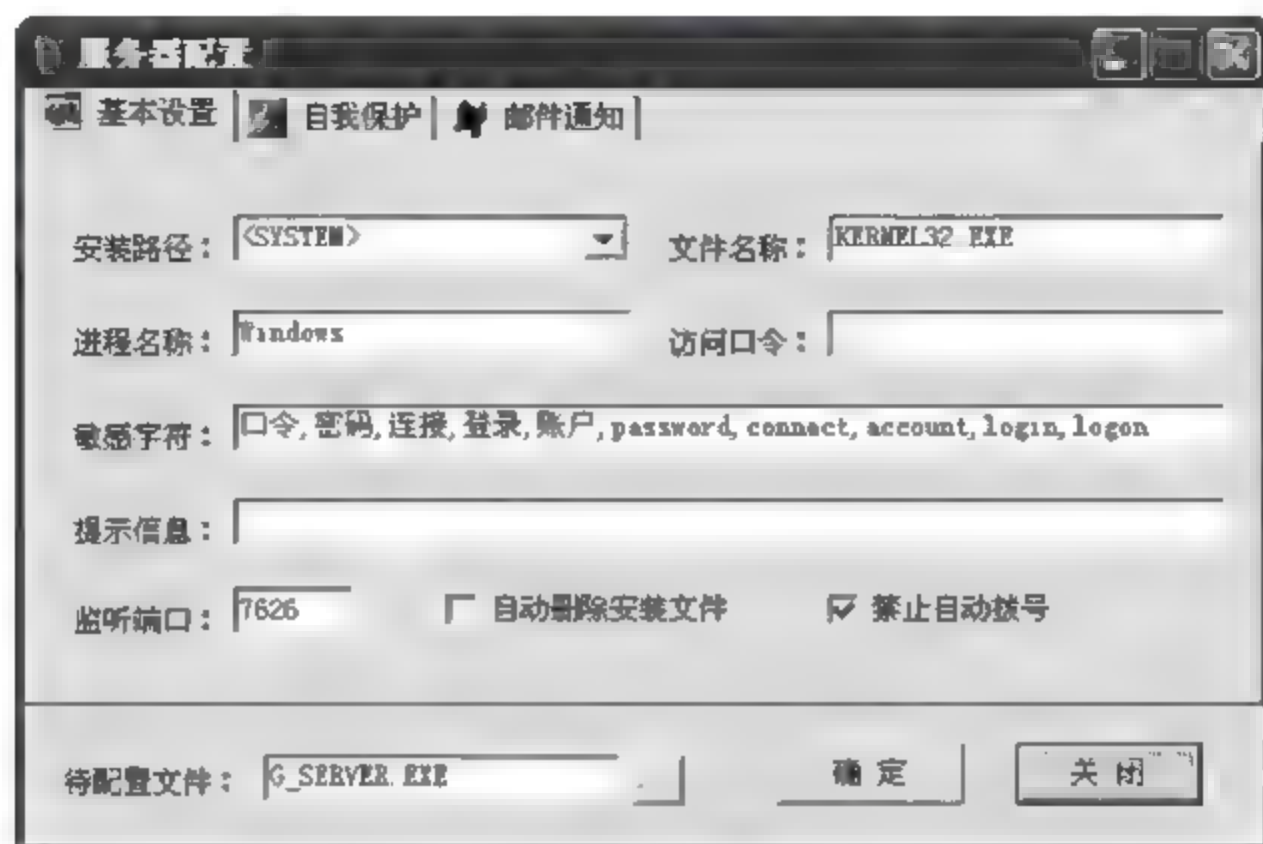 服务器配置
基本设置 自我保护 邮件通知
安装路径： <SYSTEM> 文件名称： KERNEL32.EXE
进程名称： Windows 访问口令：
敏感字符： 口令,密码,连接,登录,账户,password,connect,account,login,logon
提示信息：
监听端口： 7626 自动删除安装文件 禁止自动拨号
待配置文件： G_SERVER.EXE 确定 关闭